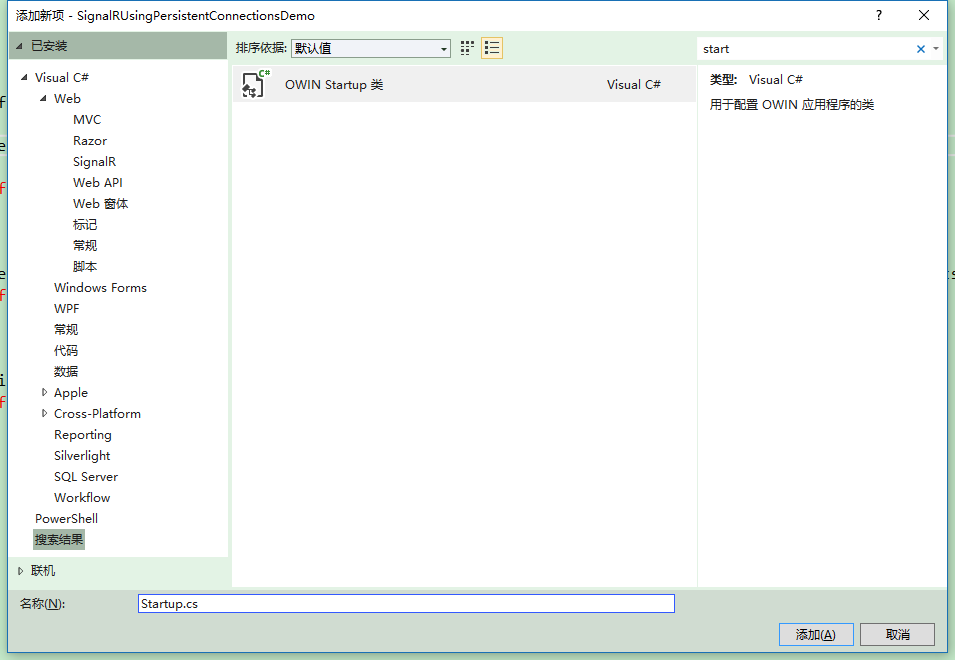 添加新项 - SignalRUsingPersistentConnectionsDemo
?
已安装
排序依据: 默认值
start
Visual C#
Web
MVC
Razor
SignalR
Web API
Web 窗体
标记
常规
脚本
Windows Forms
WPF
常规
代码
数据
Apple
Cross-Platform
Reporting
Silverlight
SQL Server
Workflow
PowerShell
搜索结果
联机
C#
OWIN Startup 类 Visual C#
类型: Visual C#
用于配置 OWIN 应用程序的类
名称(N): Startup.cs
添加(A) 取消